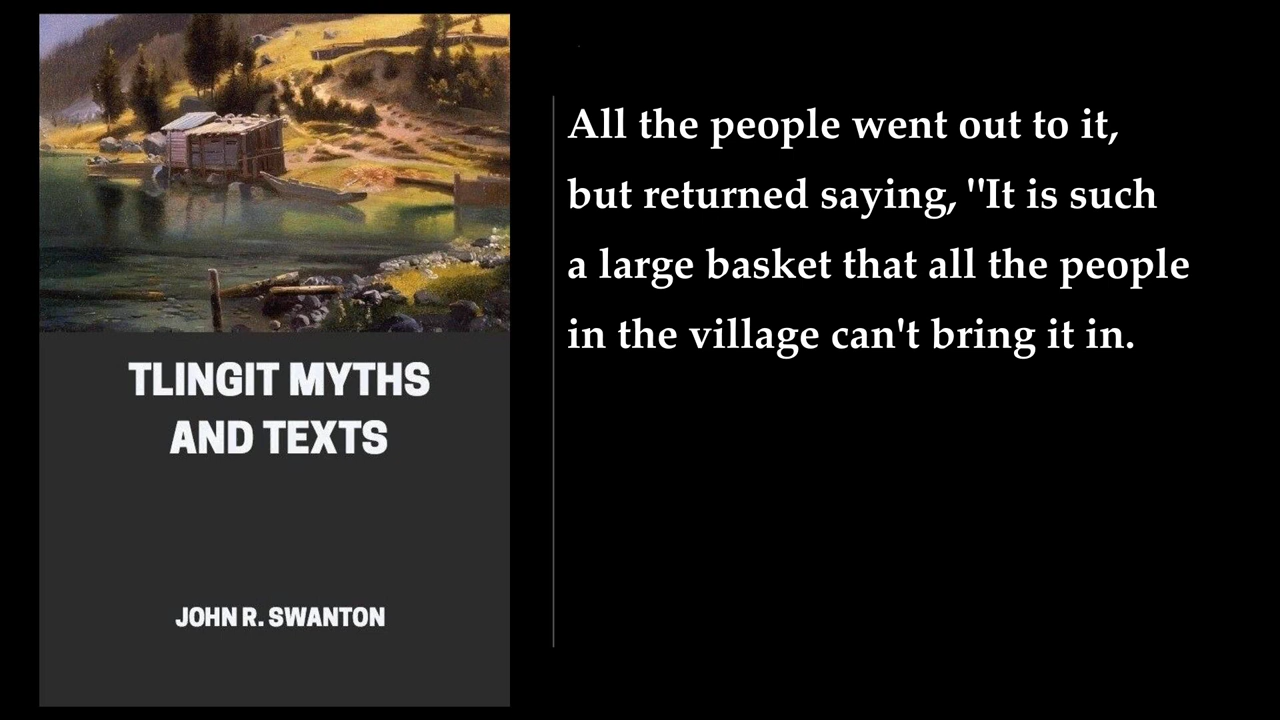 TLINGIT MYTHS
AND TEXTS
JOHN R. SWANTON
All the people went out to it,
but returned saying, "It is such
a large basket that all the people
in the village can't bring it in.